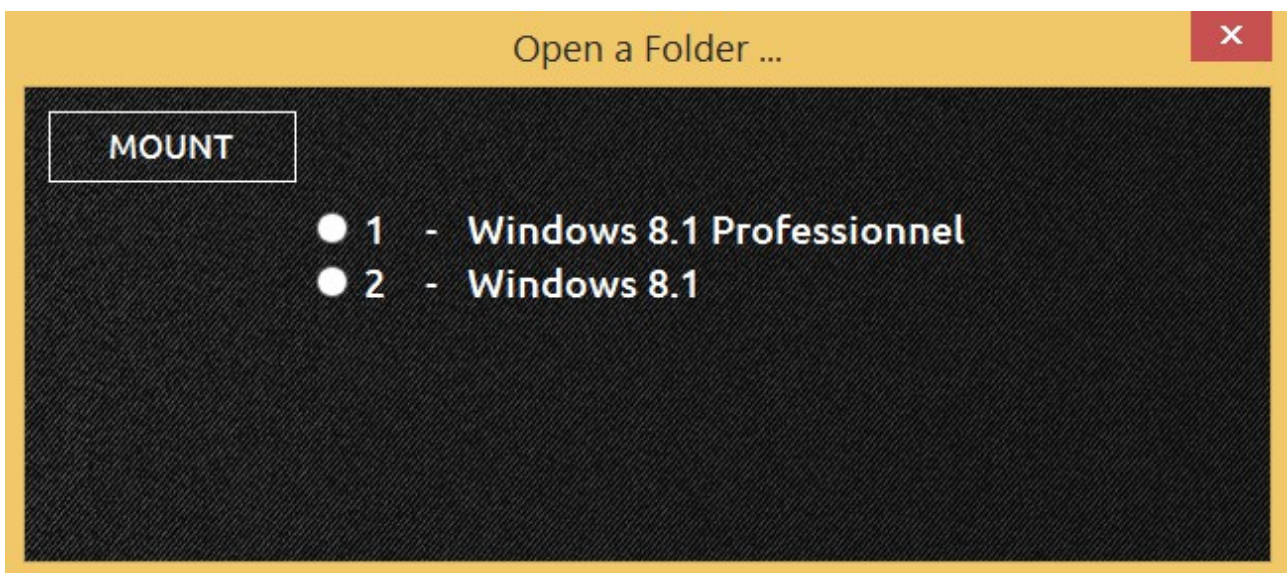 Open a Folder ...
MOUNT
1 - Windows 8.1 Professionnel
2 - Windows 8.1